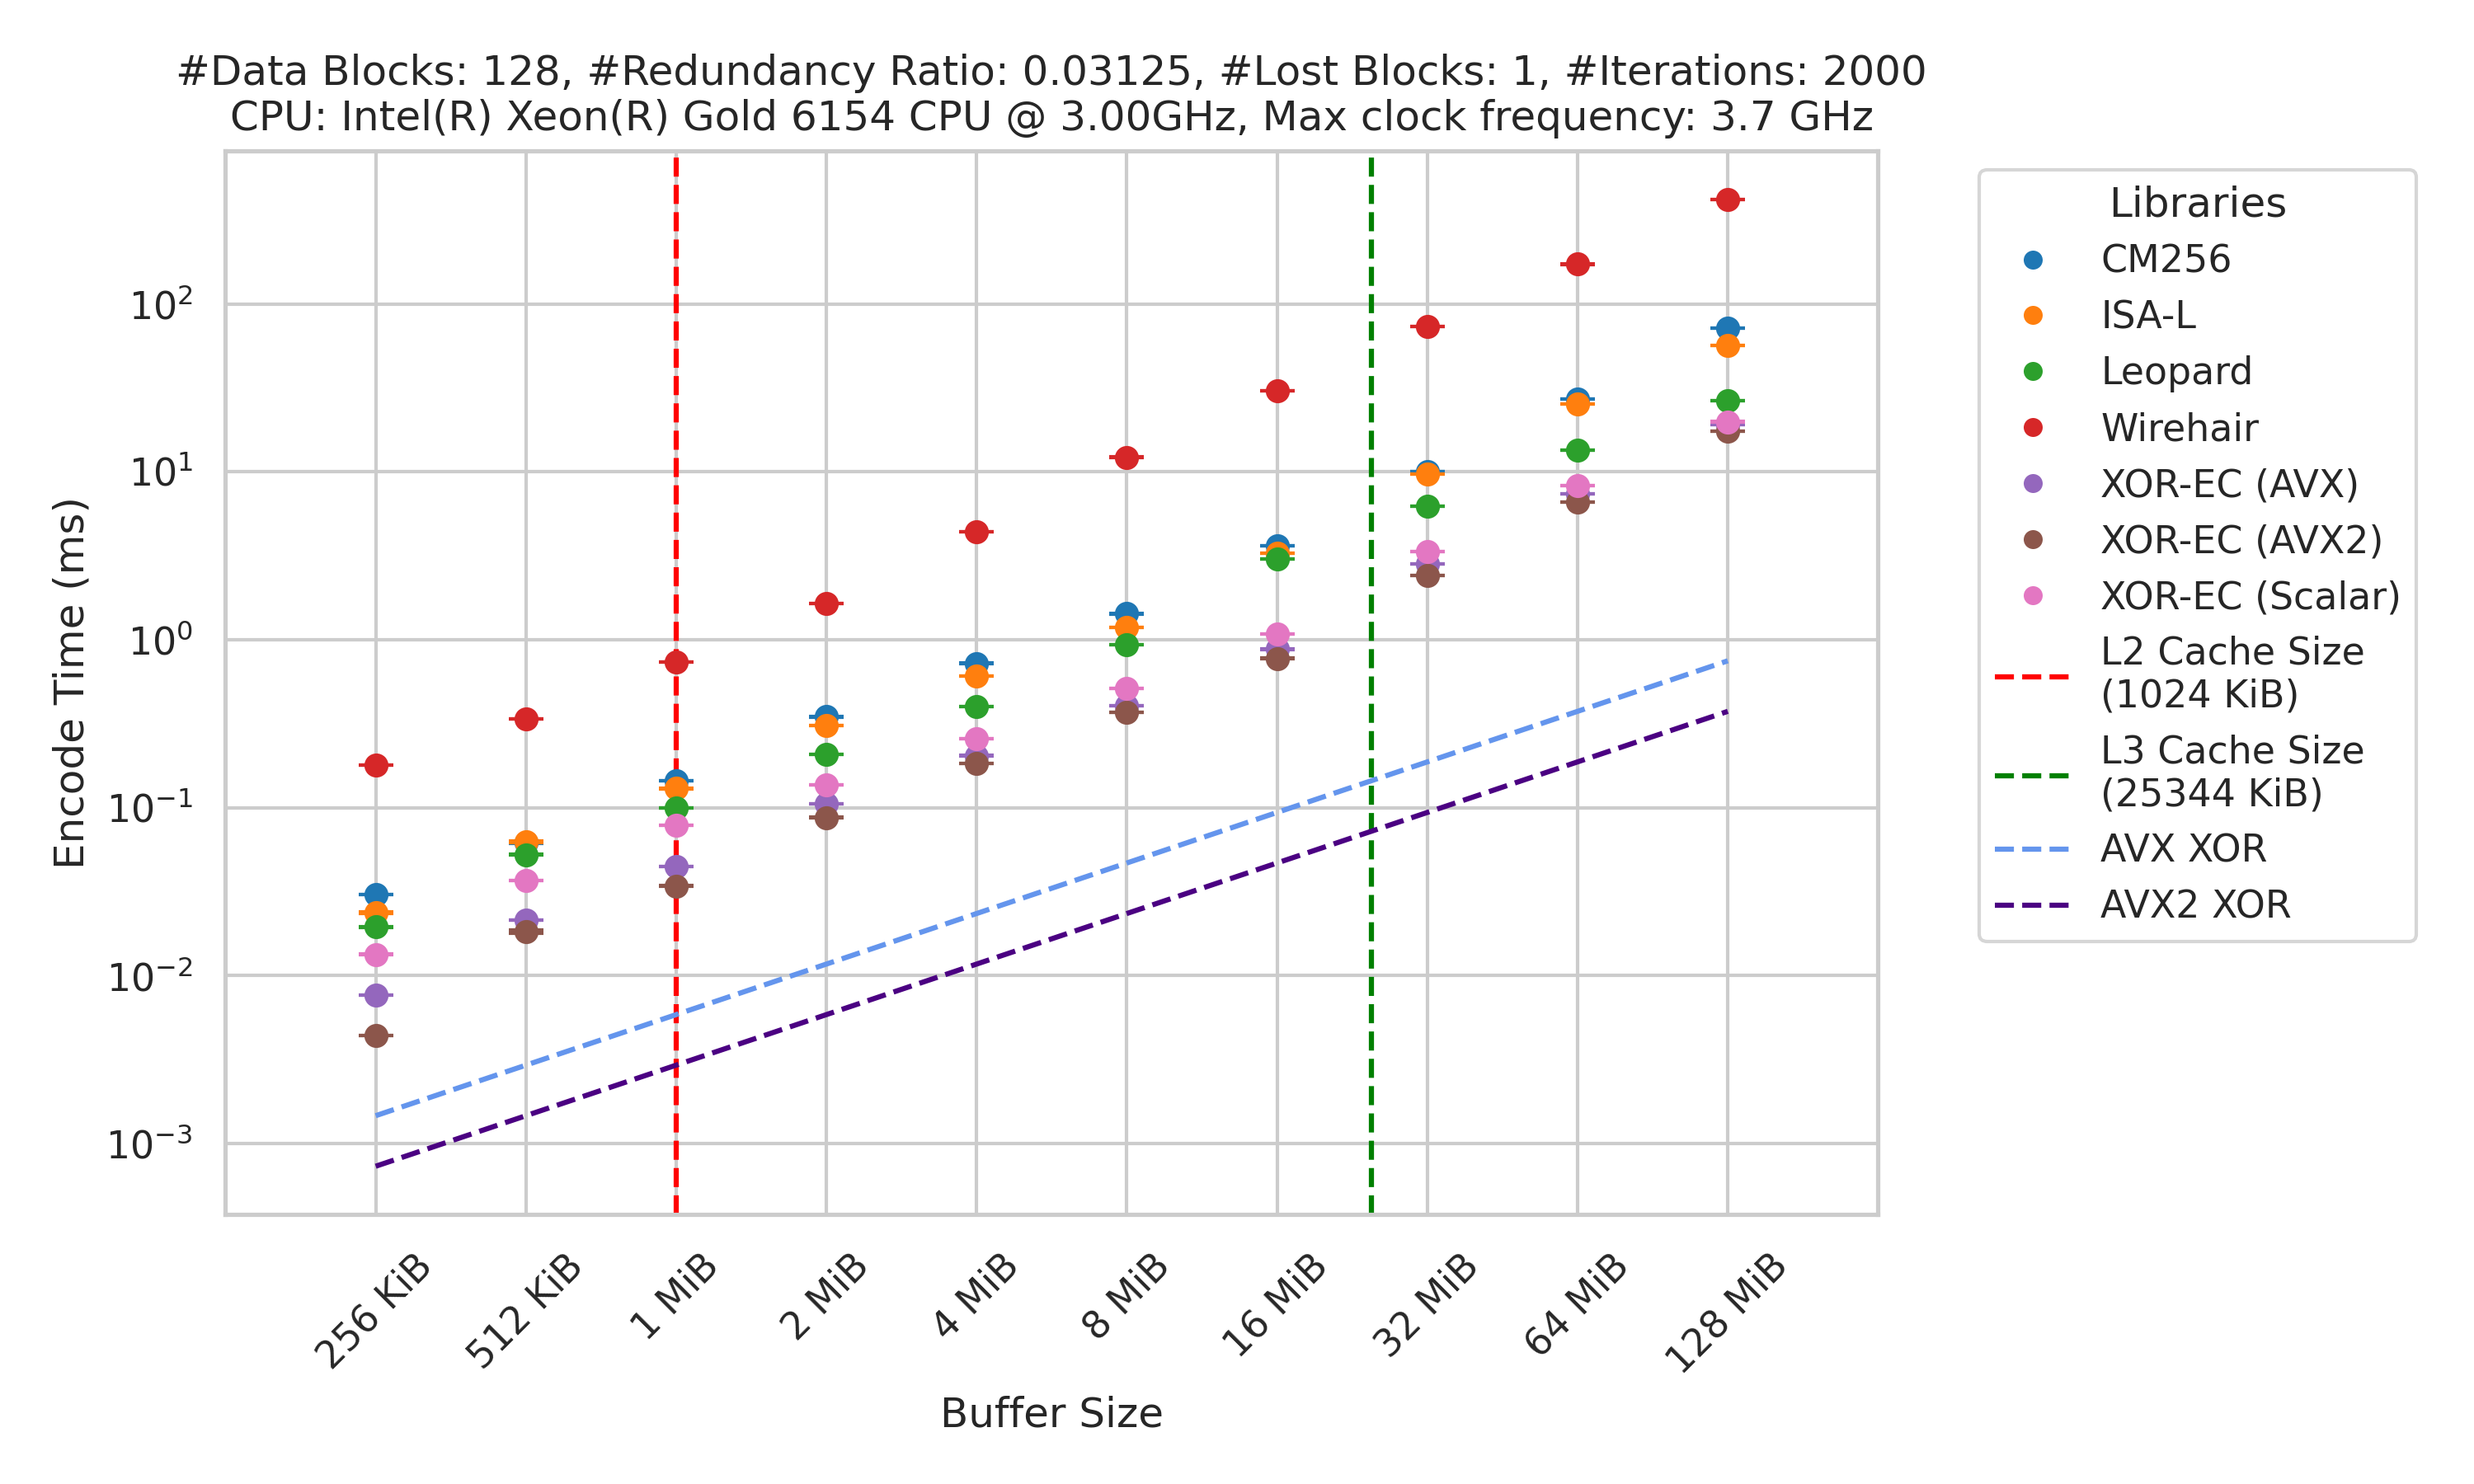 #Data Blocks: 128, #Redundancy Ratio: 0.03125, #Lost Blocks: 1, #Iterations: 2000
CPU: Intel(R) Xeon(R) Gold 6154 CPU @ 3.00GHz, Max clock frequency: 3.7 GHz
Encode Time (ms)
10²
10¹
10⁰
10⁻¹
10⁻²
10⁻³
256 KiB
512 KiB
1 MiB
2 MiB
4 MiB
8 MiB
16 MiB
32 MiB
64 MiB
128 MiB
Buffer Size
Libraries
CM256
ISA-L
Leopard
Wirehair
XOR-EC (AVX)
XOR-EC (AVX2)
XOR-EC (Scalar)
L2 Cache Size
(1024 KiB)
L3 Cache Size
(25344 KiB)
AVX XOR
AVX2 XOR